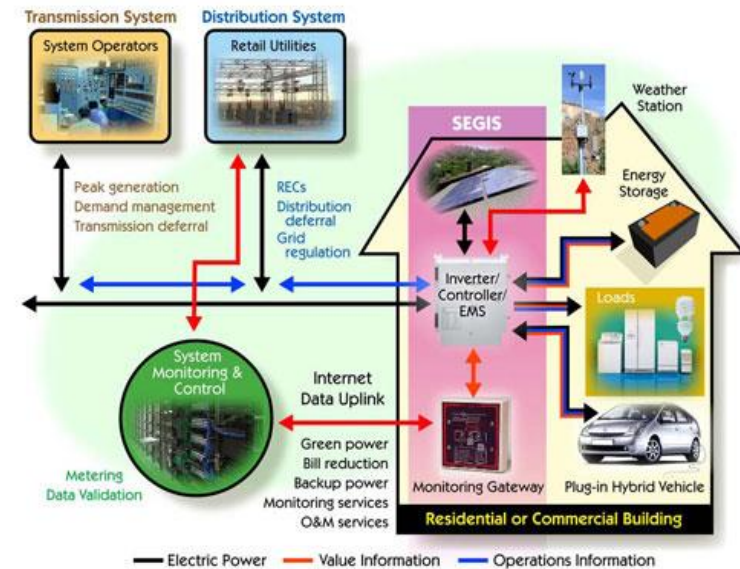 Transmission System
System Operators
Distribution System
Retail Utilities
Peak generation
Demand management
Transmission deferral
RECs
Distribution
deferral
Grid
regulation
SEGIS
Weather
Station
Energy
Storage
Inverter/
Controller/
EMS
Loads
System
Monitoring &
Control
Metering
Data Validation
Internet
Data Uplink
Green power
Bill reduction
Backup power
Monitoring services
O&M services
Monitoring Gateway
Plug-in Hybrid Vehicle
Residential or Commercial Building
Electric Power
Value Information
Operations Information